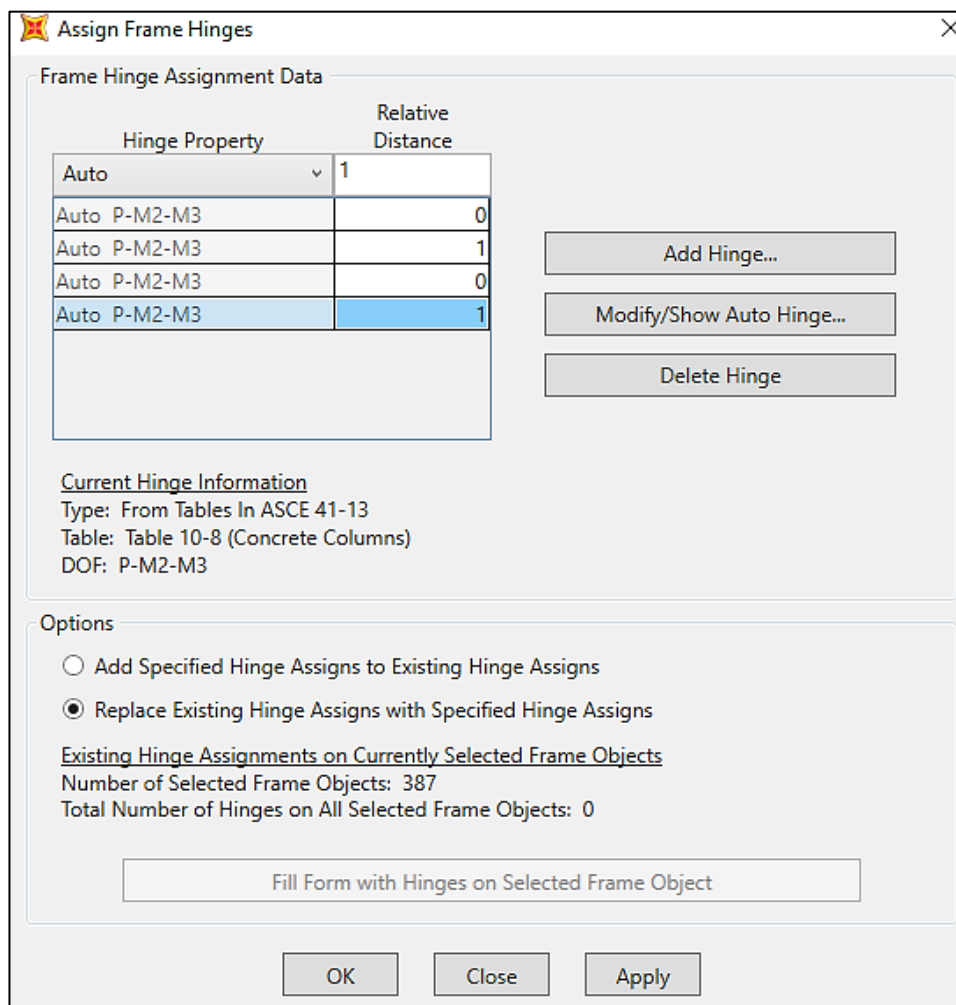 Assign Frame Hinges
Frame Hinge Assignment Data
Relative
Hinge Property Distance
Auto 1
Auto P-M2-M3 0
Auto P-M2-M3 1
Auto P-M2-M3 0
Auto P-M2-M3 1
Add Hinge...
Modify/Show Auto Hinge...
Delete Hinge
Current Hinge Information
Type: From Tables In ASCE 41-13
Table: Table 10-8 (Concrete Columns)
DOF: P-M2-M3
Options
Add Specified Hinge Assigns to Existing Hinge Assigns
Replace Existing Hinge Assigns with Specified Hinge Assigns
Existing Hinge Assignments on Currently Selected Frame Objects
Number of Selected Frame Objects: 387
Total Number of Hinges on All Selected Frame Objects: 0
Fill Form with Hinges on Selected Frame Object
OK Close Apply